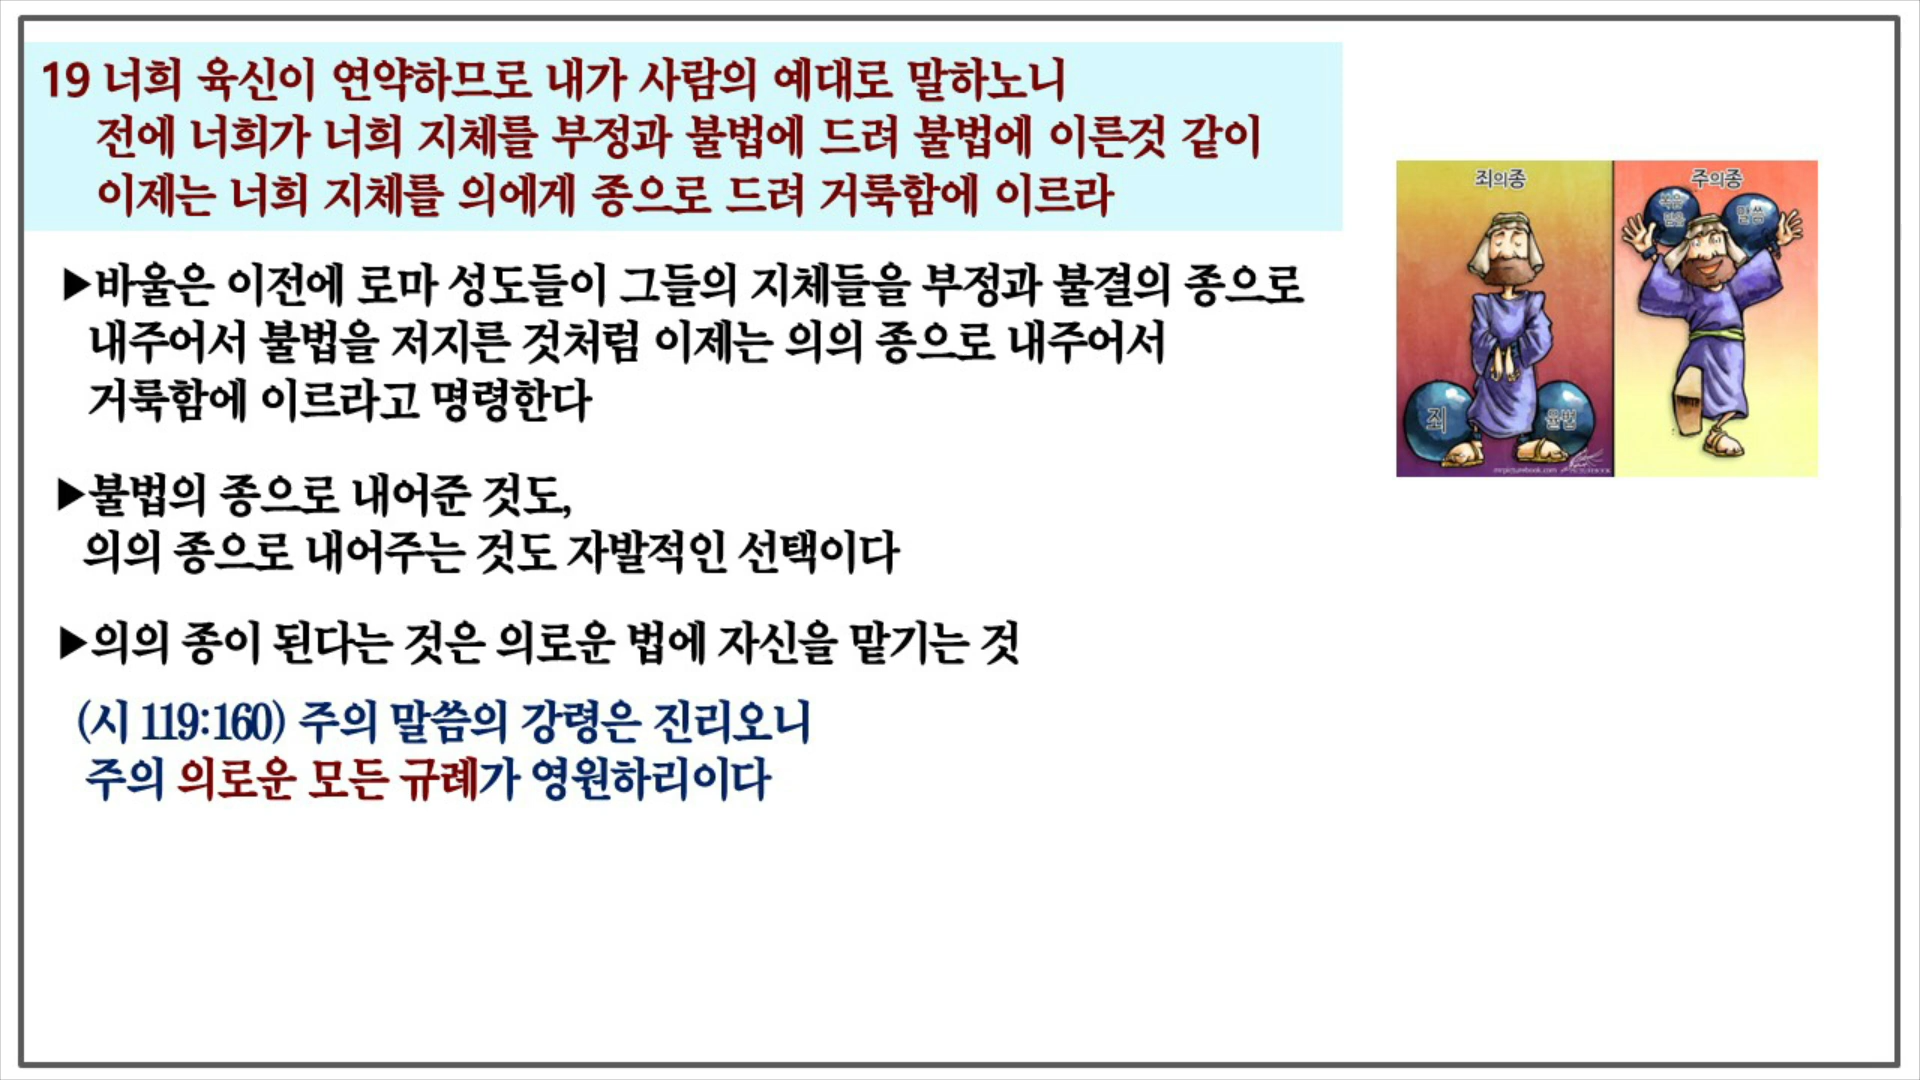 19 너희 육신이 연약하므로 내가 사람의 예대로 말하노니
전에 너희가 너희 지체를 부정과 불법에 드려 불법에 이른것 같이
이제는 너희 지체를 의에게 종으로 드려 거룩함에 이르라
▶바울은 이전에 로마 성도들이 그들의 지체들을 부정과 불결의 종으로
내주어서 불법을 저지른 것처럼 이제는 의의 종으로 내주어서
거룩함에 이르라고 명령한다
▶불법의 종으로 내어준 것도,
의의 종으로 내어주는 것도 자발적인 선택이다
▶의의 종이 된다는 것은 의로운 법에 자신을 맡기는 것
(시 119:160) 주의 말씀의 강령은 진리오니
주의 의로운 모든 규례가 영원하리이다
죄의종
죄
율법
mrpicturebook.com
주의종
말씀